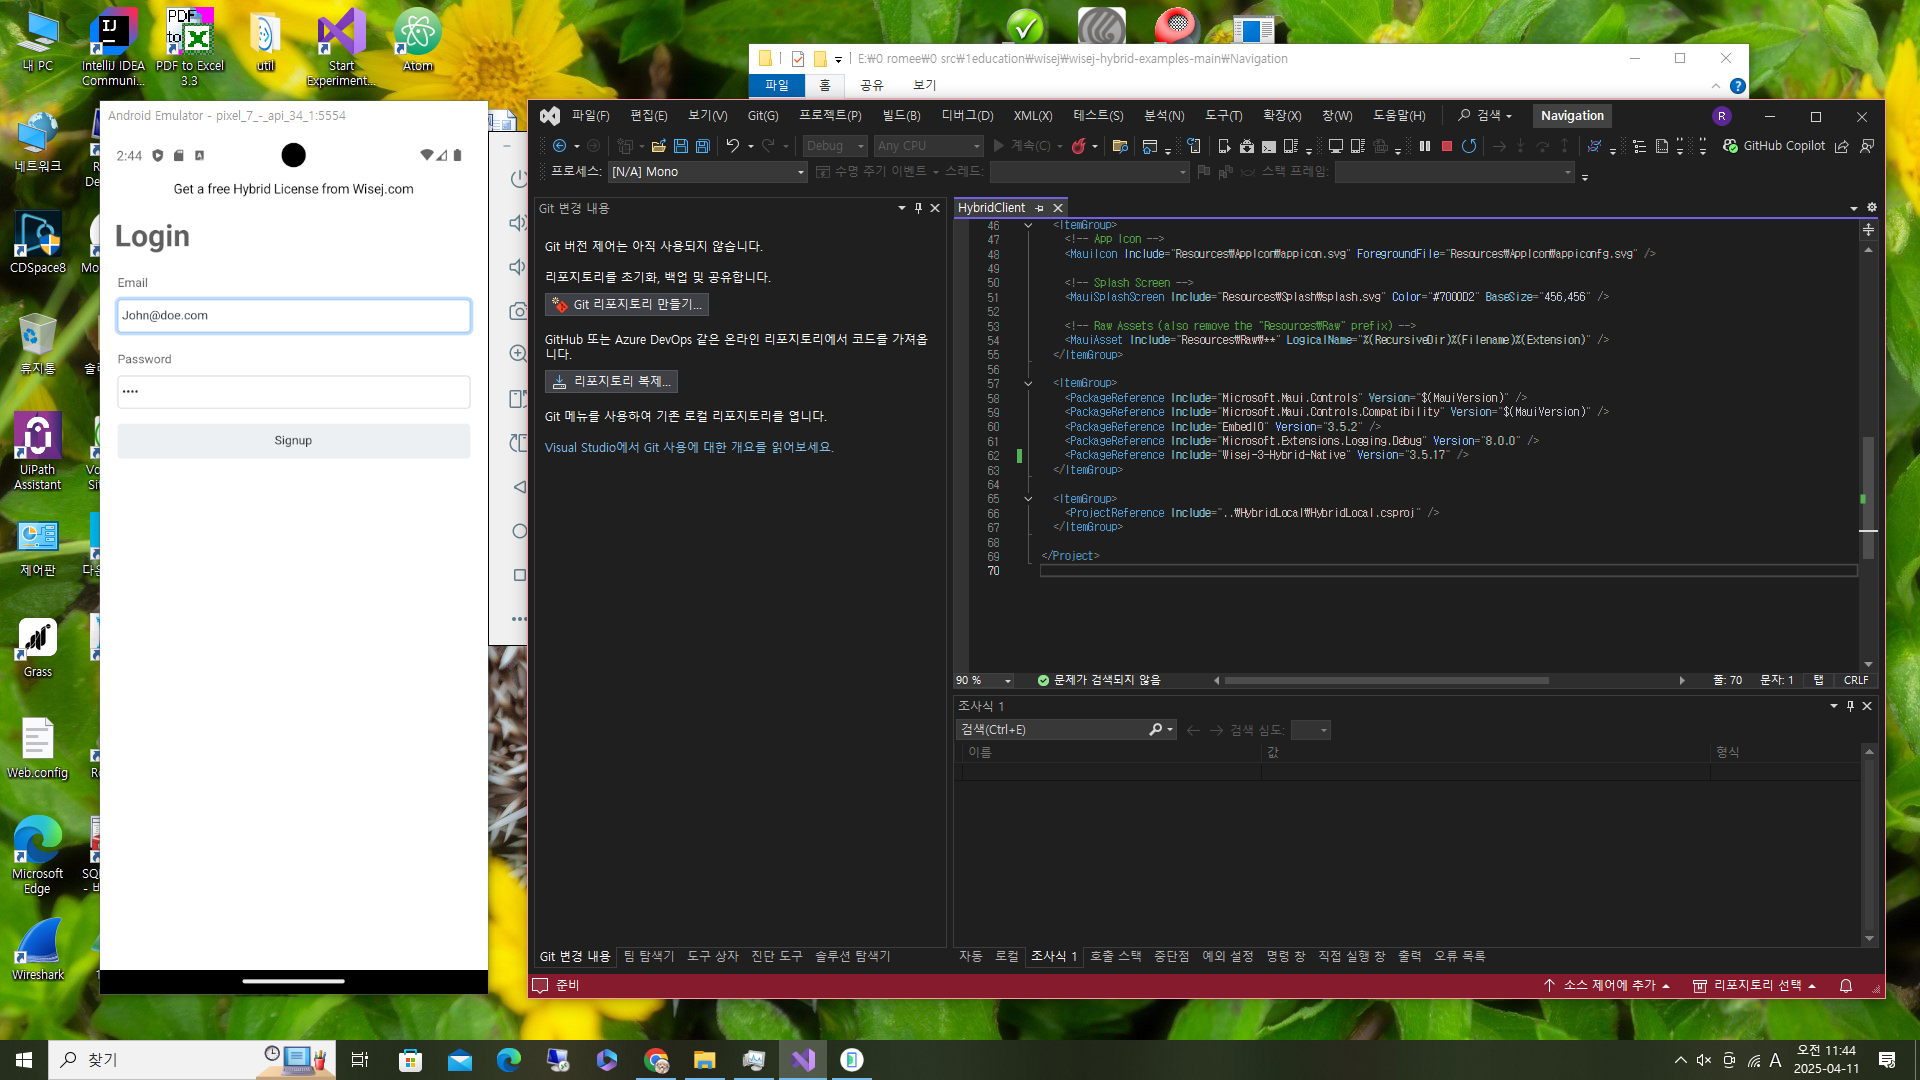 내 PC
IntelliJ IDEA
Communi...
PDF to Excel
3.3
util
Start
Experiment...
Atom
네트워크
CDSpace8
휴지통
UiPath
Assistant
제어판
Grass
Web.config
Microsoft
Edge
Wireshark
E:₩0 romee₩0 src₩1education₩wisej₩wisej-hybrid-examples-main₩Navigation
파일
홈
공유
보기
Android Emulator - pixel_7_-_api_34_1:5554
2:44
Get a free Hybrid License from Wisej.com
Login
Email
John@doe.com
Password
••••
Signup
파일(F)
편집(E)
보기(V)
Git(G)
프로젝트(P)
빌드(B)
디버그(D)
XML(X)
테스트(S)
분석(N)
도구(T)
확장(X)
창(W)
도움말(H)
검색
Navigation
R
Debug
Any CPU
계속(C)
GitHub Copilot
프로세스:
[N/A] Mono
수명 주기 이벤트
스레드:
스택 프레임:
Git 변경 내용
Git 버전 제어는 아직 사용되지 않습니다.
리포지토리를 초기화, 백업 및 공유합니다.
Git 리포지토리 만들기...
GitHub 또는 Azure DevOps 같은 온라인 리포지토리에서 코드를 가져옵
니다.
리포지토리 복제...
Git 메뉴를 사용하여 기존 로컬 리포지토리를 엽니다.
Visual Studio에서 Git 사용에 대한 개요를 읽어보세요.
HybridClient
46 <ItemGroup>
47 <!-- App Icon -->
48 <MauiIcon Include="Resources₩AppIcon₩appicon.svg" ForegroundFile="Resources₩AppIcon₩appiconfg.svg" />
49
50 <!-- Splash Screen -->
51 <MauiSplashScreen Include="Resources₩Splash₩splash.svg" Color="#7000D2" BaseSize="456,456" />
52
53 <!-- Raw Assets (also remove the "Resources₩Raw" prefix) -->
54 <MauiAsset Include="Resources₩Raw₩**" LogicalName="%(RecursiveDir)%(Filename)%(Extension)" />
55 </ItemGroup>
56
57 <ItemGroup>
58 <PackageReference Include="Microsoft.Maui.Controls" Version="$(MauiVersion)" />
59 <PackageReference Include="Microsoft.Maui.Controls.Compatibility" Version="$(MauiVersion)" />
60 <PackageReference Include="EmbedIO" Version="3.5.2" />
61 <PackageReference Include="Microsoft.Extensions.Logging.Debug" Version="8.0.0" />
62 <PackageReference Include="Wisej-3-Hybrid-Native" Version="3.5.17" />
63 </ItemGroup>
64
65 <ItemGroup>
66 <ProjectReference Include="..₩HybridLocal₩HybridLocal.csproj" />
67 </ItemGroup>
68
69 </Project>
70
90 %
문제가 검색되지 않음
줄: 70
문자: 1
탭
CRLF
조사식 1
검색(Ctrl+E)
검색 심도:
이름
값
형식
Git 변경 내용
팀 탐색기
도구 상자
진단 도구
솔루션 탐색기
자동
로컬
조사식 1
호출 스택
중단점
예외 설정
명령 창
직접 실행 창
출력
오류 목록
준비
소스 제어에 추가
리포지토리 선택
찾기
A
오전 11:44
2025-04-11